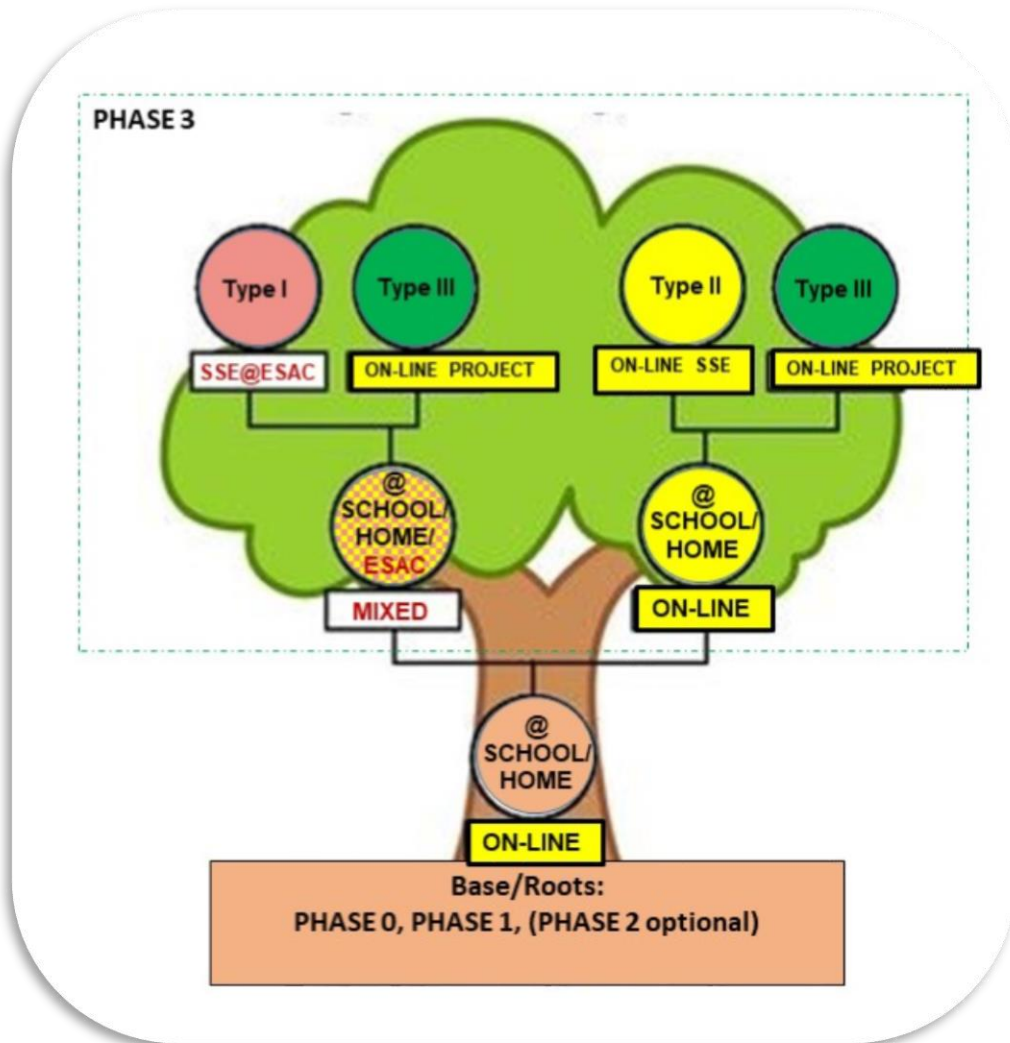 PHASE 3
Type I
Type III
Type II
Type III
SSE@ESAC
ON-LINE PROJECT
ON-LINE SSE
ON-LINE PROJECT
@
SCHOOL/
HOME/
ESAC
MIXED
@
SCHOOL/
HOME
ON-LINE
@
SCHOOL/
HOME
ON-LINE
Base/Roots:
PHASE 0, PHASE 1, (PHASE 2 optional)